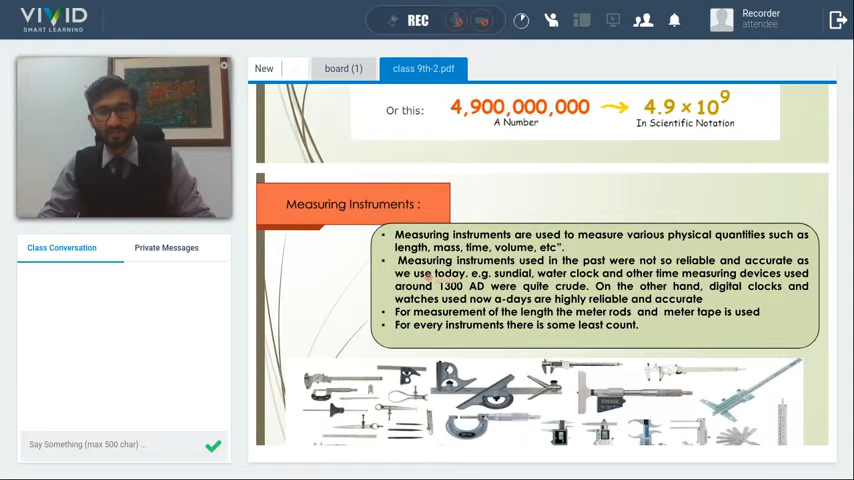 VIVID
SMART LEARNING
REC
Recorder
attendee
New
board (1)
class 9th-2.pdf
Or this:
4,900,000,000
4.9 × 10⁹
A Number
In Scientific Notation
Measuring Instruments :
▪ Measuring instruments are used to measure various physical quantities such as
length, mass, time, volume, etc”.
▪ Measuring instruments used in the past were not so reliable and accurate as
we use today. e.g. sundial, water clock and other time measuring devices used
around 1300 AD were quite crude. On the other hand, digital clocks and
watches used now a-days are highly reliable and accurate
▪ For measurement of the length the meter rods and meter tape is used
▪ For every instruments there is some least count.
Class Conversation
Private Messages
Say Something (max 500 char) ...